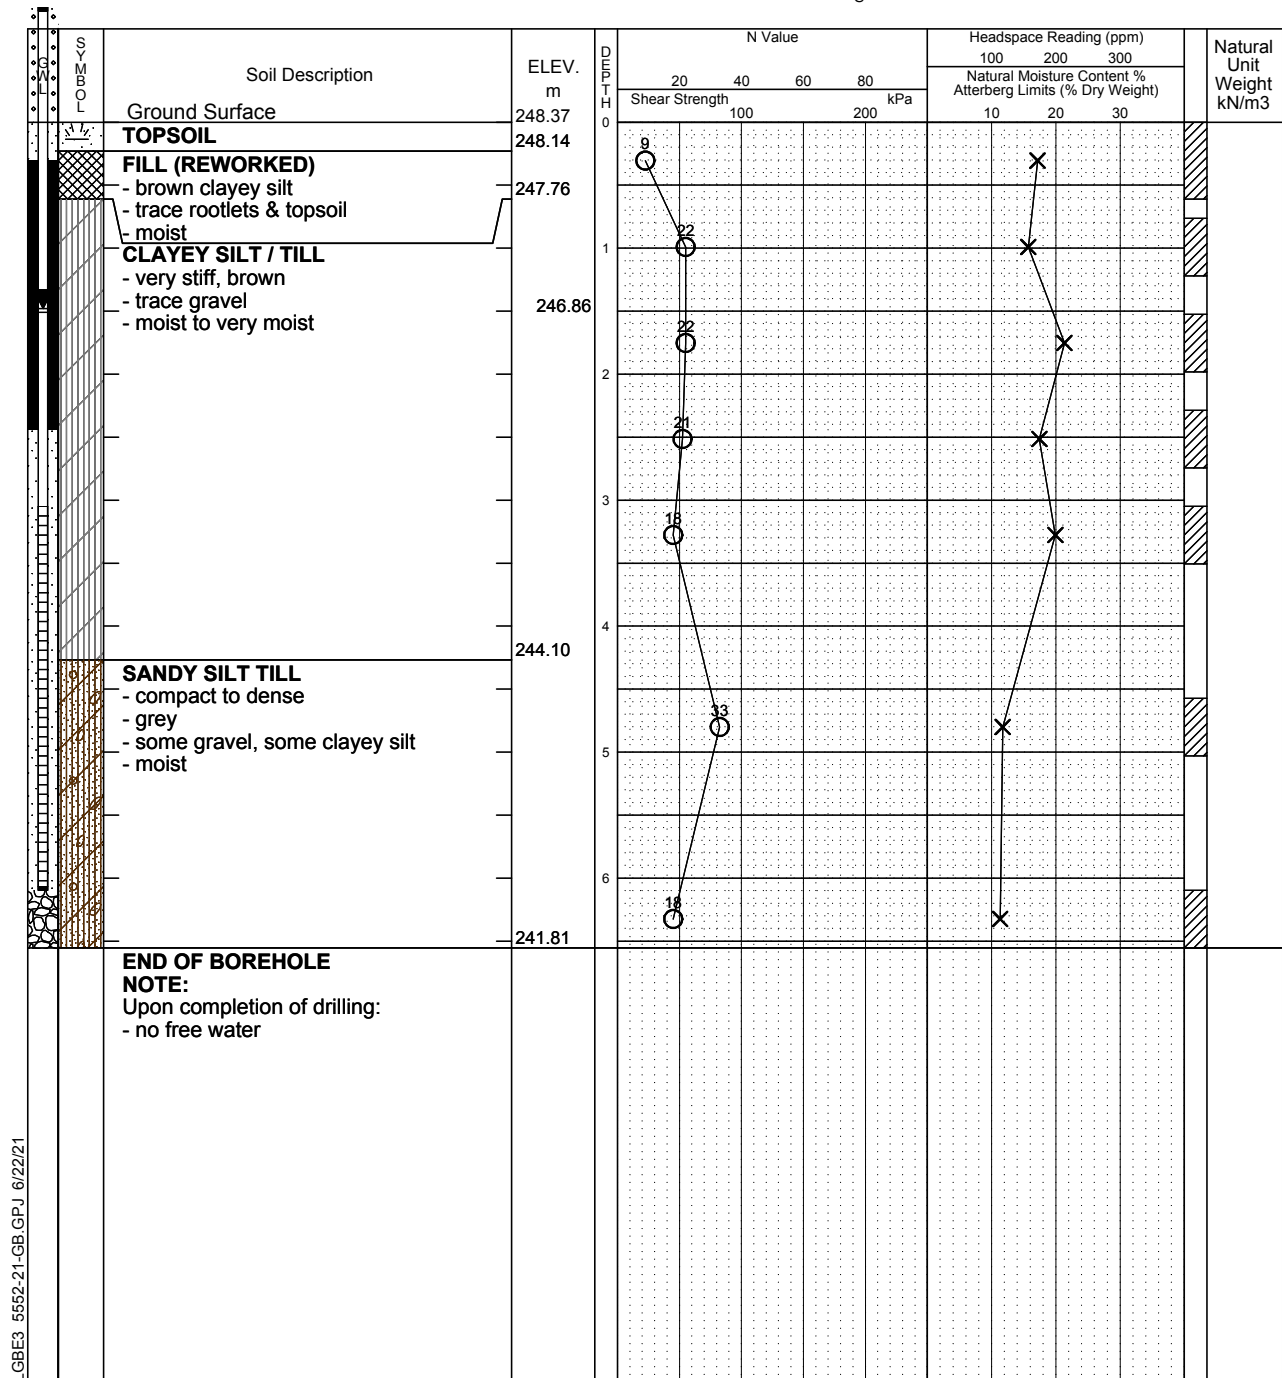 GWL
SYMBOL
Soil Description
ELEV.
m
DEPTH
N Value
20 40 60 80
Shear Strength kPa
100 200
Headspace Reading (ppm)
100 200 300
Natural Moisture Content %
Atterberg Limits (% Dry Weight)
10 20 30
Natural
Unit
Weight
kN/m3
Ground Surface
248.37
0
TOPSOIL
248.14
9
FILL (REWORKED)
- brown clayey silt
247.76
- trace rootlets & topsoil
- moist
22
CLAYEY SILT / TILL
1
- very stiff, brown
- trace gravel
246.86
- moist to very moist
22
2
21
3
18
4
244.10
SANDY SILT TILL
- compact to dense
- grey
33
- some gravel, some clayey silt
5
- moist
6
18
241.81
END OF BOREHOLE
NOTE:
Upon completion of drilling:
- no free water
GBE3 5552-21-GB.GPJ 6/22/21